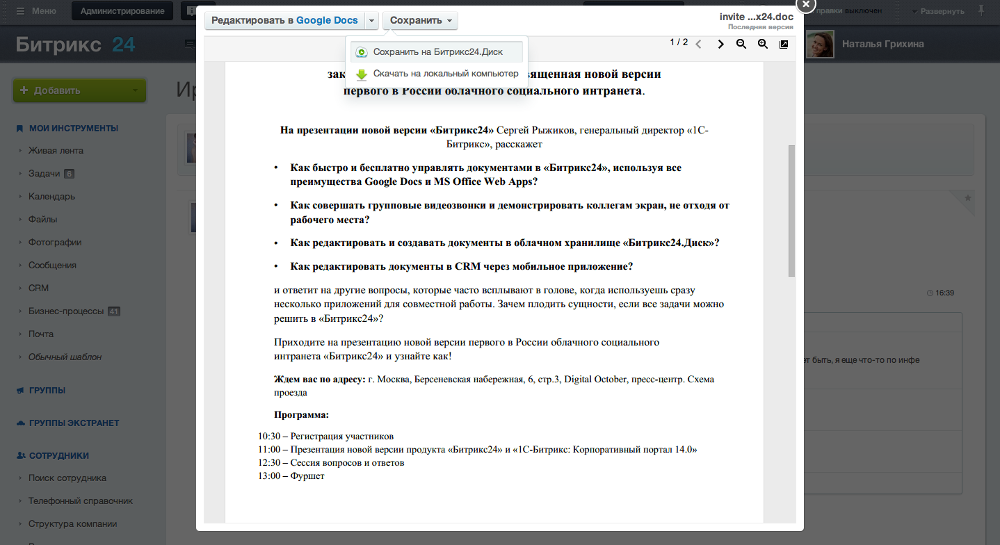 Меню
Администрирование
Редактировать в Google Docs
Сохранить
invite ...x24.doc
Последняя версия
выключен
Развернуть
Битрикс 24
Сохранить на Битрикс24.Диск
Скачать на локальный компьютер
1 / 2
Наталья Грихина
Добавить
первого в России облачного социального интранета.
новой версии
МОИ ИНСТРУМЕНТЫ
Живая лента
Задачи 6
Календарь
Файлы
Фотографии
Сообщения
CRM
Бизнес-процессы 41
Почта
Обычный шаблон
ГРУППЫ
ГРУППЫ ЭКСТРАНЕТ
СОТРУДНИКИ
Поиск сотрудника
Телефонный справочник
Структура компании
На презентации новой версии «Битрикс24» Сергей Рыжиков, генеральный директор «1С-
Битрикс», расскажет
• Как быстро и бесплатно управлять документами в «Битрикс24», используя все
преимущества Google Docs и MS Office Web Apps?
• Как совершать групповые видеозвонки и демонстрировать коллегам экран, не отходя от
рабочего места?
• Как редактировать и создавать документы в облачном хранилище «Битрикс24.Диск»?
• Как редактировать документы в CRM через мобильное приложение?
и ответит на другие вопросы, которые часто всплывают в голове, когда используешь сразу
несколько приложений для совместной работы. Зачем плодить сущности, если все задачи можно
решить в «Битрикс24»?
Приходите на презентацию новой версии первого в России облачного социального
интранета «Битрикс24» и узнайте как!
Ждем вас по адресу: г. Москва, Берсеневская набережная, 6, стр.3, Digital October, пресс-центр. Схема
проезда
Программа:
10:30 – Регистрация участников
11:00 – Презентация новой версии продукта «Битрикс24» и «1С-Битрикс: Корпоративный портал 14.0»
12:30 – Сессия вопросов и ответов
13:00 – Фуршет
16:39
быть, я еще что-то по инфе